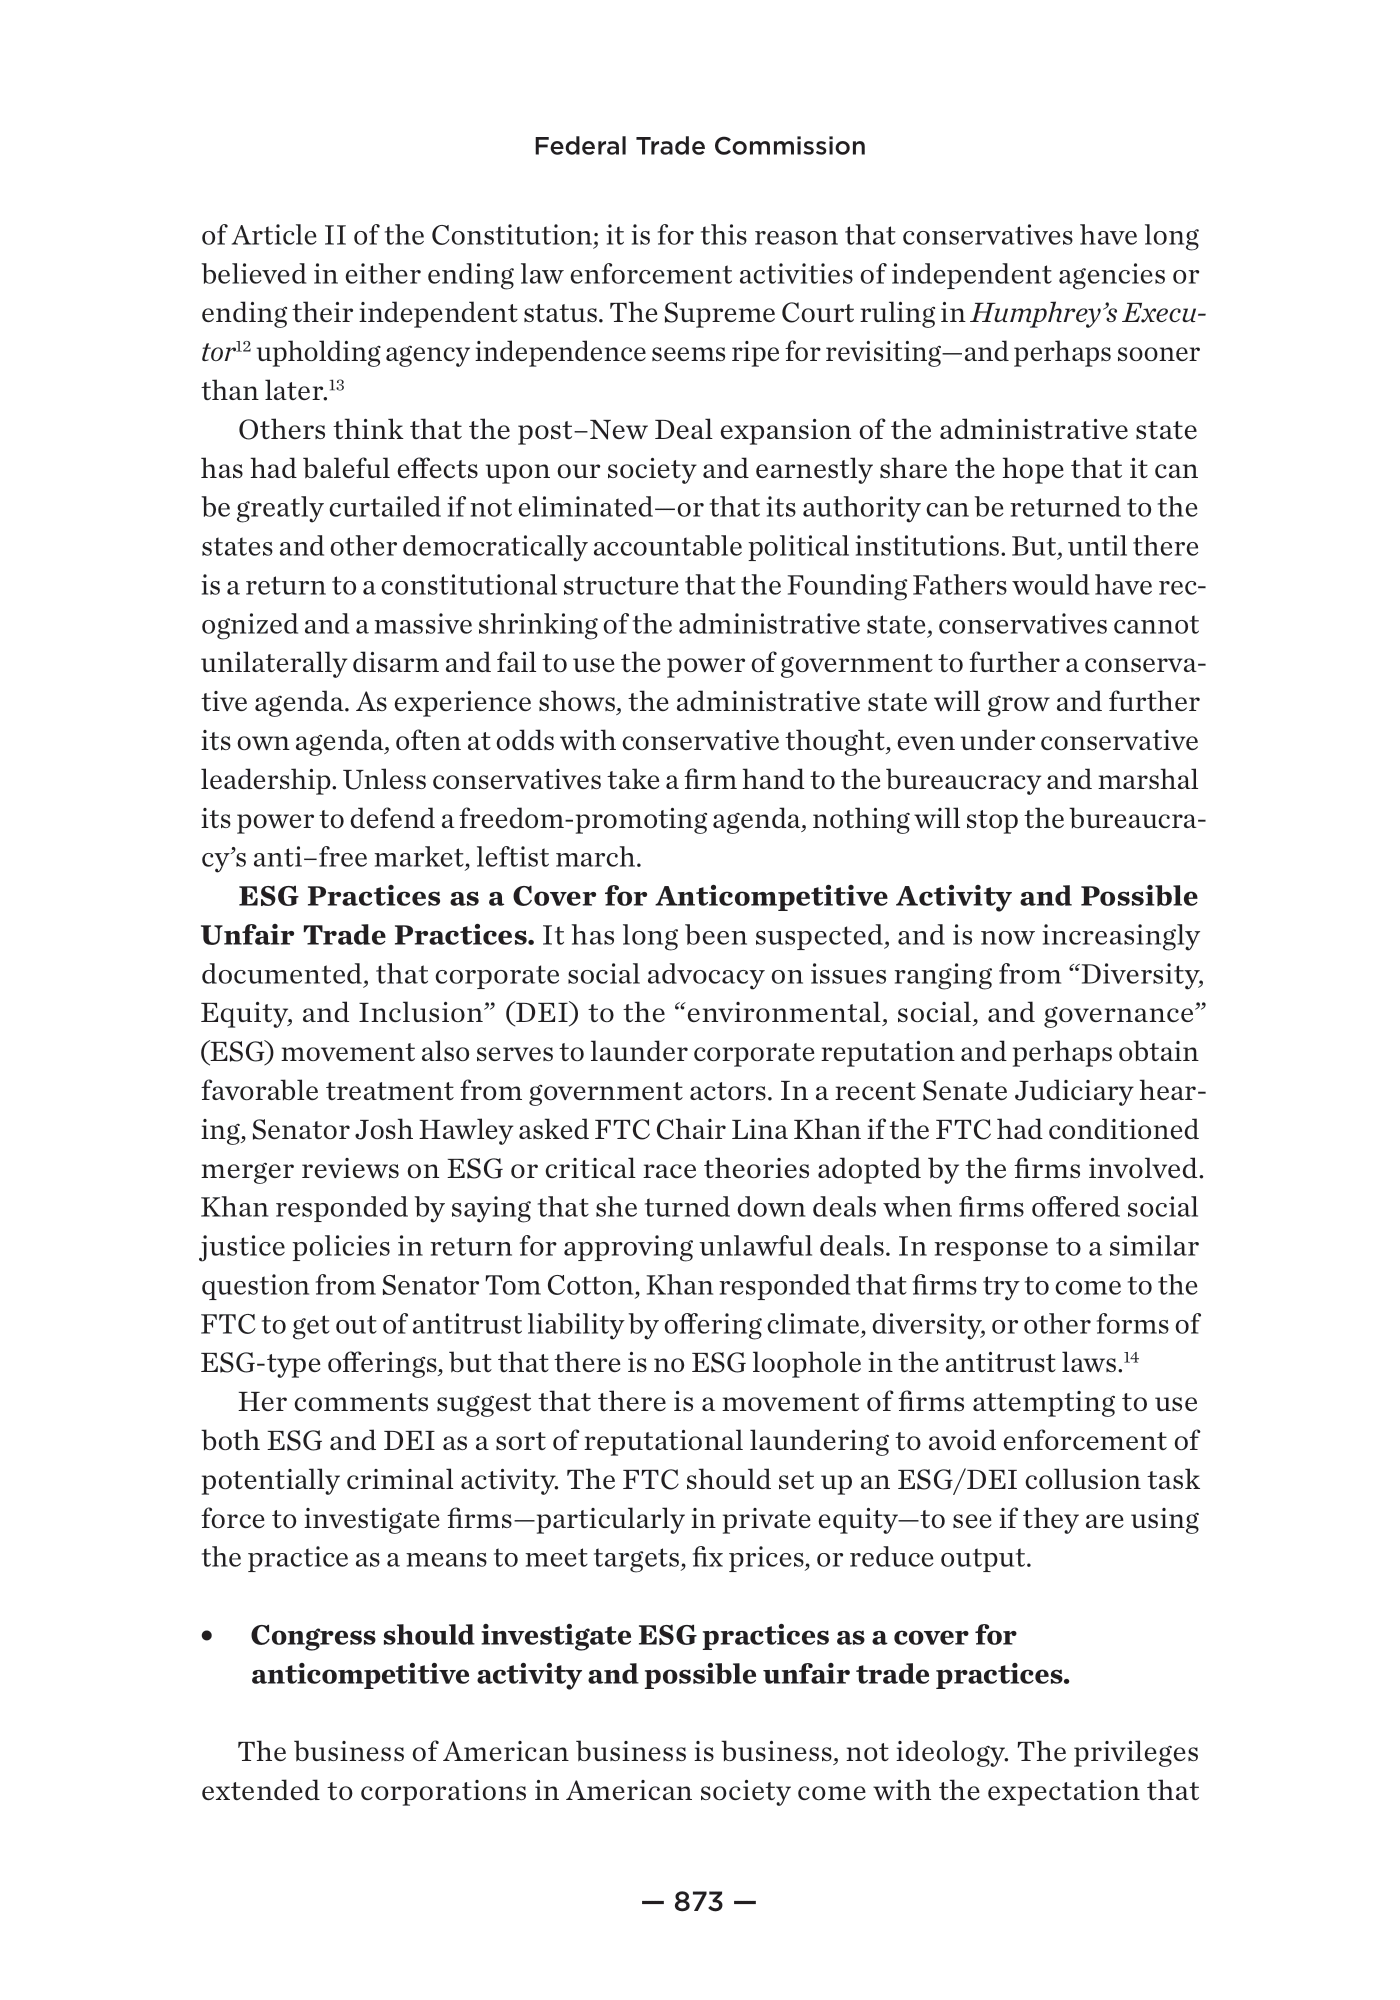 Federal Trade Commission
of Article II of the Constitution; it is for this reason that conservatives have long
believed in either ending law enforcement activities of independent agencies or
ending their independent status. The Supreme Court ruling in Humphrey’s Execu-
tor12 upholding agency independence seems ripe for revisiting—and perhaps sooner
than later.13
Others think that the post–New Deal expansion of the administrative state
has had baleful effects upon our society and earnestly share the hope that it can
be greatly curtailed if not eliminated—or that its authority can be returned to the
states and other democratically accountable political institutions. But, until there
is a return to a constitutional structure that the Founding Fathers would have rec-
ognized and a massive shrinking of the administrative state, conservatives cannot
unilaterally disarm and fail to use the power of government to further a conserva-
tive agenda. As experience shows, the administrative state will grow and further
its own agenda, often at odds with conservative thought, even under conservative
leadership. Unless conservatives take a firm hand to the bureaucracy and marshal
its power to defend a freedom-promoting agenda, nothing will stop the bureaucra-
cy’s anti–free market, leftist march.
ESG Practices as a Cover for Anticompetitive Activity and Possible
Unfair Trade Practices. It has long been suspected, and is now increasingly
documented, that corporate social advocacy on issues ranging from “Diversity,
Equity, and Inclusion” (DEI) to the “environmental, social, and governance”
(ESG) movement also serves to launder corporate reputation and perhaps obtain
favorable treatment from government actors. In a recent Senate Judiciary hear-
ing, Senator Josh Hawley asked FTC Chair Lina Khan if the FTC had conditioned
merger reviews on ESG or critical race theories adopted by the firms involved.
Khan responded by saying that she turned down deals when firms offered social
justice policies in return for approving unlawful deals. In response to a similar
question from Senator Tom Cotton, Khan responded that firms try to come to the
FTC to get out of antitrust liability by offering climate, diversity, or other forms of
ESG-type offerings, but that there is no ESG loophole in the antitrust laws.14
Her comments suggest that there is a movement of firms attempting to use
both ESG and DEI as a sort of reputational laundering to avoid enforcement of
potentially criminal activity. The FTC should set up an ESG/DEI collusion task
force to investigate firms—particularly in private equity—to see if they are using
the practice as a means to meet targets, fix prices, or reduce output.
• Congress should investigate ESG practices as a cover for
anticompetitive activity and possible unfair trade practices.
The business of American business is business, not ideology. The privileges
extended to corporations in American society come with the expectation that
— 873 —